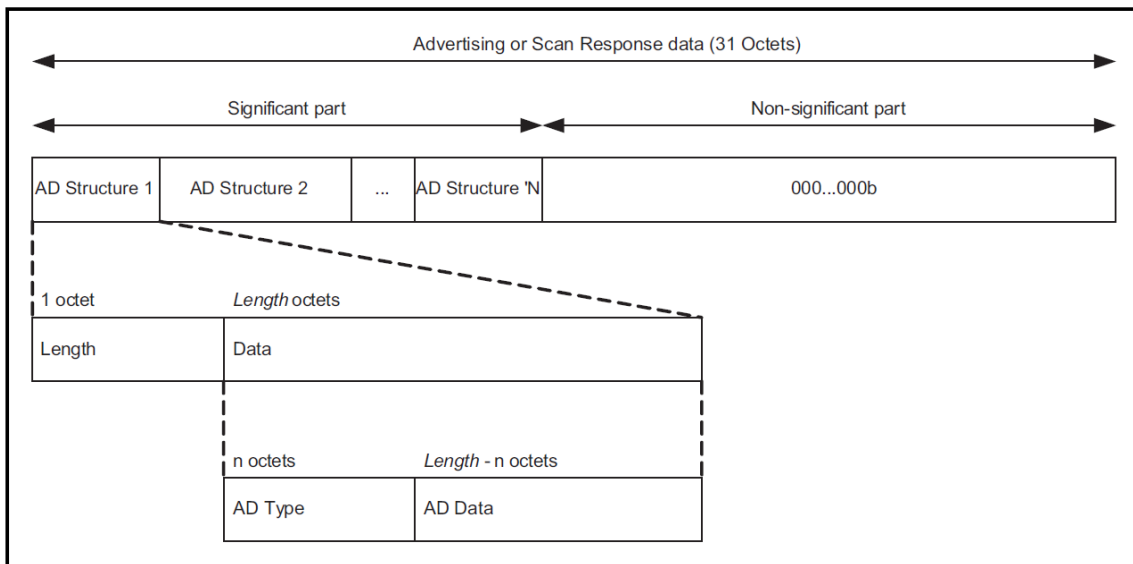 Advertising or Scan Response data (31 Octets)
Significant part
Non-significant part
AD Structure 1
AD Structure 2
...
AD Structure 'N
000...000b
1 octet
Length octets
Length
Data
n octets
Length - n octets
AD Type
AD Data